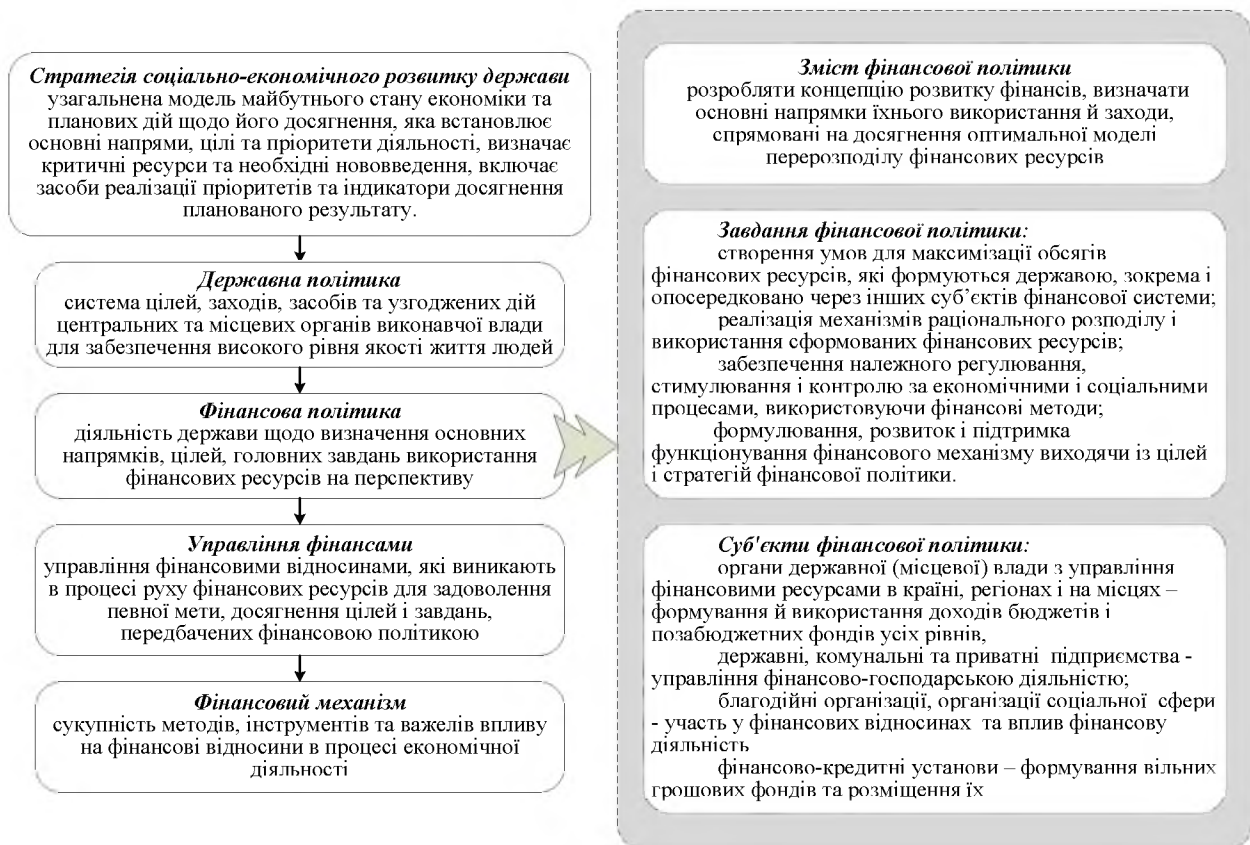 Стратегія соціально-економічного розвитку держави
узагальнена модель майбутнього стану економіки та
планових дій щодо його досягнення, яка встановлює
основні напрями, цілі та пріоритети діяльності, визначає
критичні ресурси та необхідні нововведення, включає
засоби реалізації пріоритетів та індикатори досягнення
планованого результату.
Державна політика
система цілей, заходів, засобів та узгоджених дій
центральних та місцевих органів виконавчої влади
для забезпечення високого рівня якості життя людей
Фінансова політика
діяльність держави щодо визначення основних
напрямків, цілей, головних завдань використання
фінансових ресурсів на перспективу
Управління фінансами
управління фінансовими відносинами, які виникають
в процесі руху фінансових ресурсів для задоволення
певної мети, досягнення цілей і завдань,
передбачених фінансовою політикою
Фінансовий механізм
сукупність методів, інструментів та важелів впливу
на фінансові відносини в процесі економічної
діяльності
Зміст фінансової політики
розробляти концепцію розвитку фінансів, визначати
основні напрямки їхнього використання й заходи,
спрямовані на досягнення оптимальної моделі
перерозподілу фінансових ресурсів
Завдання фінансової політики:
створення умов для максимізації обсягів
фінансових ресурсів, які формуються державою, зокрема і
опосередковано через інших суб’єктів фінансової системи;
реалізація механізмів раціонального розподілу і
використання сформованих фінансових ресурсів;
забезпечення належного регулювання,
стимулювання і контролю за економічними і соціальними
процесами, використовуючи фінансові методи;
формулювання, розвиток і підтримка
функціонування фінансового механізму виходячи із цілей
і стратегій фінансової політики.
Суб'єкти фінансової політики:
органи державної (місцевої) влади з управління
фінансовими ресурсами в країні, регіонах і на місцях –
формування й використання доходів бюджетів і
позабюджетних фондів усіх рівнів,
державні, комунальні та приватні підприємства -
управління фінансово-господарською діяльністю;
благодійні організації, організації соціальної сфери
- участь у фінансових відносинах та вплив фінансову
діяльність
фінансово-кредитні установи – формування вільних
грошових фондів та розміщення їх